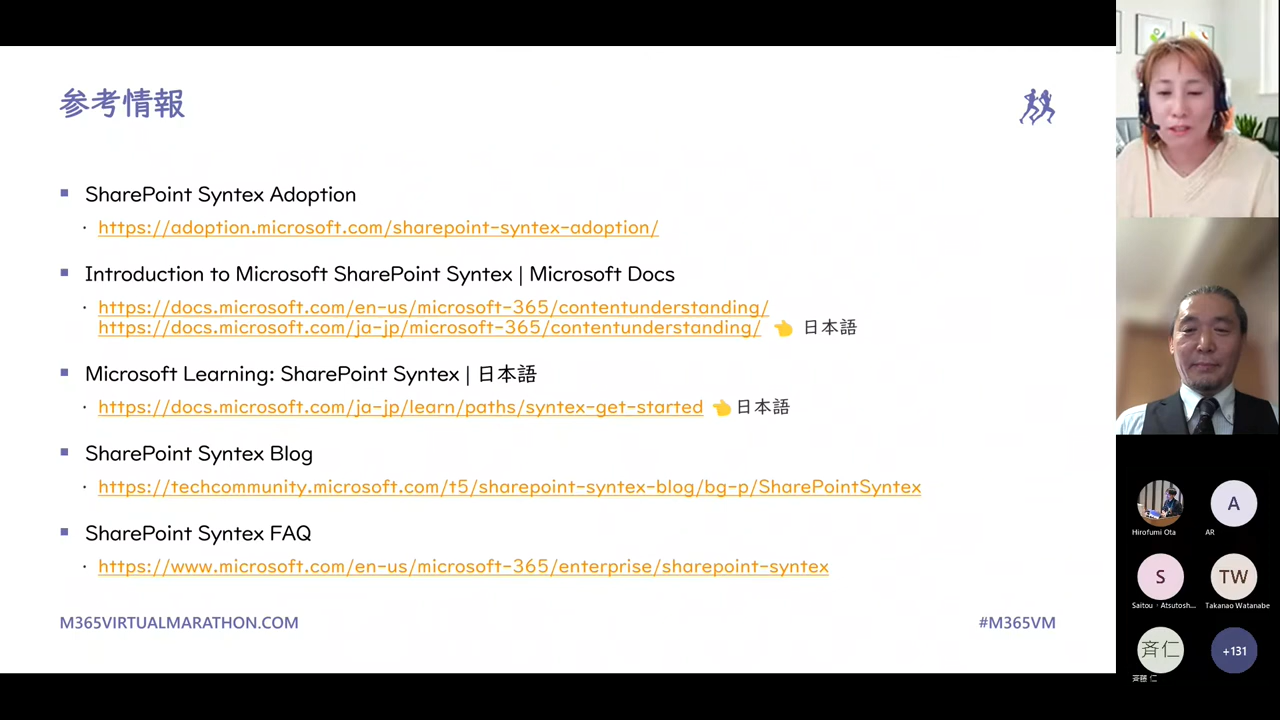 参考情報
SharePoint Syntex Adoption
https://adoption.microsoft.com/sharepoint-syntex-adoption/
Introduction to Microsoft SharePoint Syntex | Microsoft Docs
https://docs.microsoft.com/en-us/microsoft-365/contentunderstanding/
https://docs.microsoft.com/ja-jp/microsoft-365/contentunderstanding/ 👈 日本語
Microsoft Learning: SharePoint Syntex | 日本語
https://docs.microsoft.com/ja-jp/learn/paths/syntex-get-started 👈日本語
SharePoint Syntex Blog
https://techcommunity.microsoft.com/t5/sharepoint-syntex-blog/bg-p/SharePointSyntex
SharePoint Syntex FAQ
https://www.microsoft.com/en-us/microsoft-365/enterprise/sharepoint-syntex
M365VIRTUALMARATHON.COM
#M365VM
Hirofumi Ota
A
AR
S
Saitou · Atsutosh...
TW
Takanao Watanabe
斉仁
+131